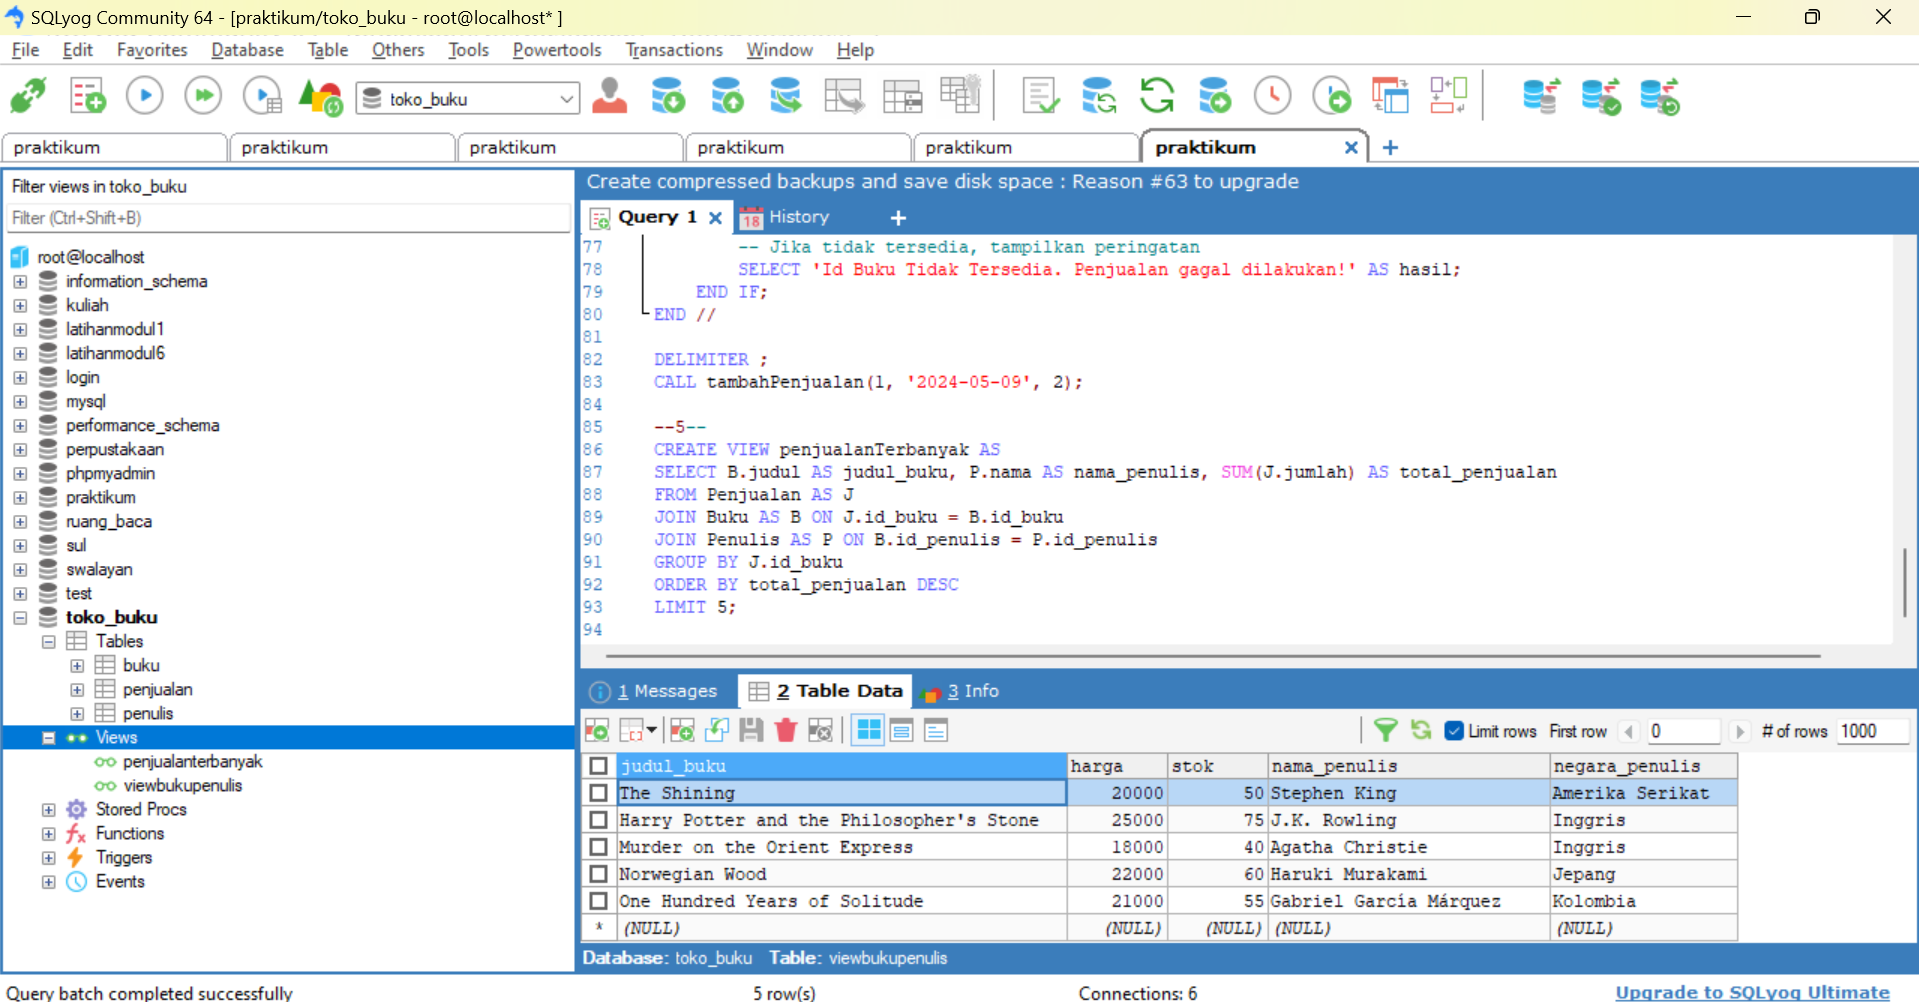 SQLyog Community 64 - [praktikum/toko_buku - root@localhost* ]
File Edit Favorites Database Table Others Tools Powertools Transactions Window Help
toko_buku
praktikum praktikum praktikum praktikum praktikum praktikum
Filter views in toko_buku
Filter (Ctrl+Shift+B)
root@localhost
information_schema
kuliah
latihanmodul1
latihanmodul6
login
mysql
performance_schema
perpustakaan
phpmyadmin
praktikum
ruang_baca
sul
swalayan
test
toko_buku
Tables
buku
penjualan
penulis
Views
penjualanterbanyak
viewbukupenulis
Stored Procs
Functions
Triggers
Events
Create compressed backups and save disk space : Reason #63 to upgrade
Query 1 18 History
77 -- Jika tidak tersedia, tampilkan peringatan
78 SELECT 'Id Buku Tidak Tersedia. Penjualan gagal dilakukan!' AS hasil;
79 END IF;
80 END //
81
82 DELIMITER ;
83 CALL tambahPenjualan(1, '2024-05-09', 2);
84
85 --5--
86 CREATE VIEW penjualanTerbanyak AS
87 SELECT B.judul AS judul_buku, P.nama AS nama_penulis, SUM(J.jumlah) AS total_penjualan
88 FROM Penjualan AS J
89 JOIN Buku AS B ON J.id_buku = B.id_buku
90 JOIN Penulis AS P ON B.id_penulis = P.id_penulis
91 GROUP BY J.id_buku
92 ORDER BY total_penjualan DESC
93 LIMIT 5;
94
1 Messages 2 Table Data 3 Info
Limit rows First row 0 # of rows 1000
judul_buku harga stok nama_penulis negara_penulis
The Shining 20000 50 Stephen King Amerika Serikat
Harry Potter and the Philosopher's Stone 25000 75 J.K. Rowling Inggris
Murder on the Orient Express 18000 40 Agatha Christie Inggris
Norwegian Wood 22000 60 Haruki Murakami Jepang
One Hundred Years of Solitude 21000 55 Gabriel García Márquez Kolombia
* (NULL) (NULL) (NULL) (NULL) (NULL)
Database: toko_buku Table: viewbukupenulis
Query batch completed successfully 5 row(s) Connections: 6 Upgrade to SQLyog Ultimate